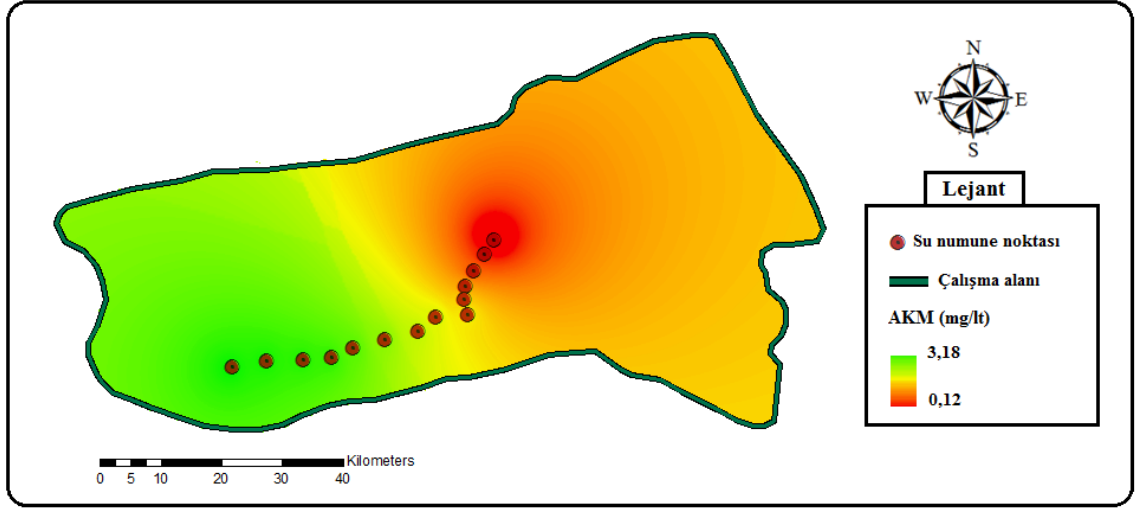 N
W
E
S
Lejant
Su numune noktası
Çalışma alanı
AKM (mg/lt)
3,18
0,12
Kilometers
0 5 10 20 30 40